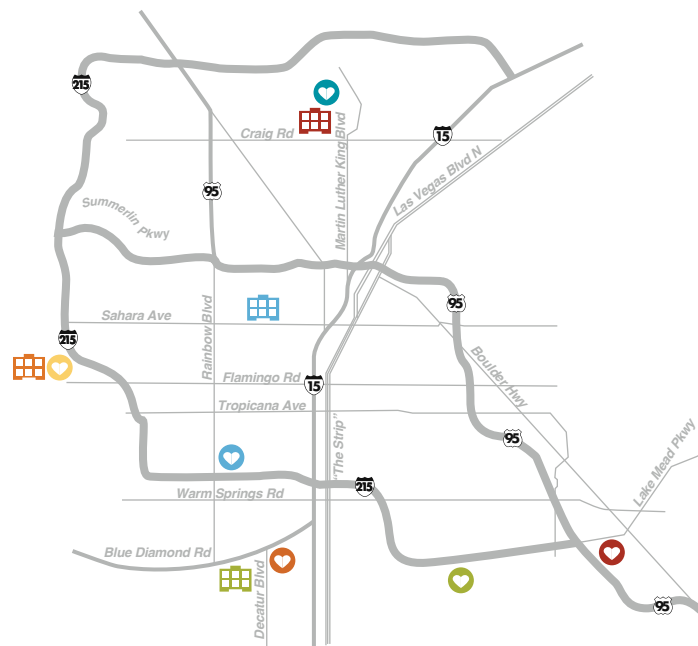 215
Craig Rd
Martin Luther King Blvd
15
Las Vegas Blvd N
95
Summerlin Pkwy
95
Sahara Ave
Rainbow Blvd
215
Boulder Hwy
Flamingo Rd
15
Tropicana Ave
"The Strip"
95
Lake Mead Pkwy
215
Warm Springs Rd
Blue Diamond Rd
Decatur Blvd
95